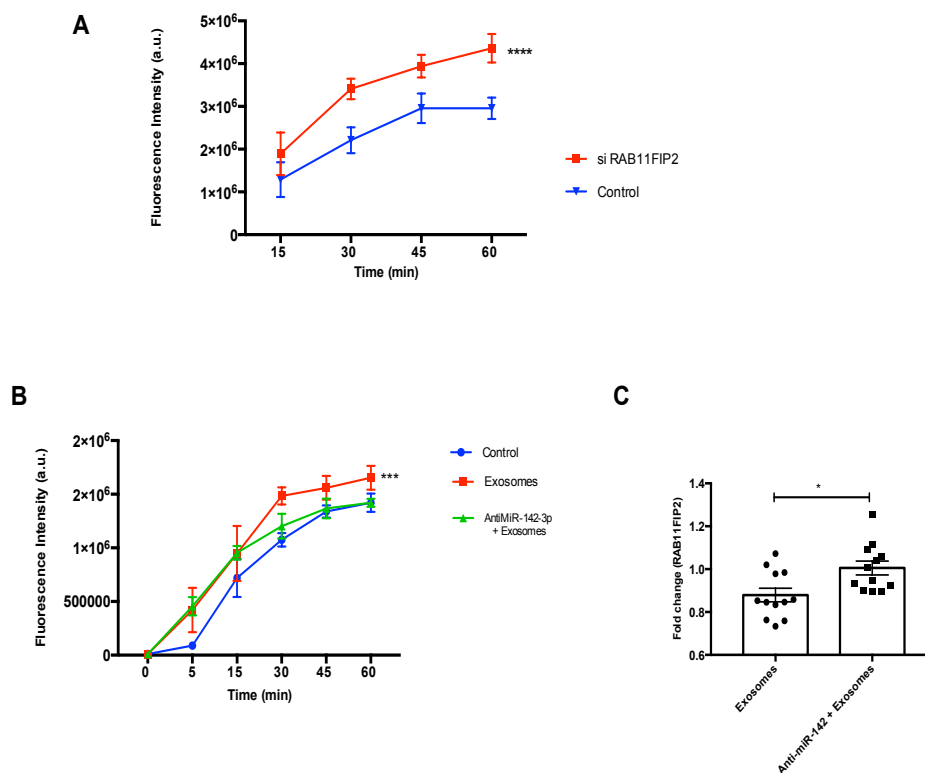 A
Fluorescence Intensity (a.u.)
5×10⁶
4×10⁶
3×10⁶
2×10⁶
1×10⁶
0
15 30 45 60
Time (min)
****
si RAB11FIP2
Control
B
Fluorescence Intensity (a.u.)
2×10⁶
2×10⁶
1×10⁶
500000
0
0 5 15 30 45 60
Time (min)
***
Control
Exosomes
AntiMiR-142-3p
+ Exosomes
C
Fold change (RAB11FIP2)
1.4
1.2
1.0
0.8
0.6
*
Exosomes
Anti-miR-142 + Exosomes